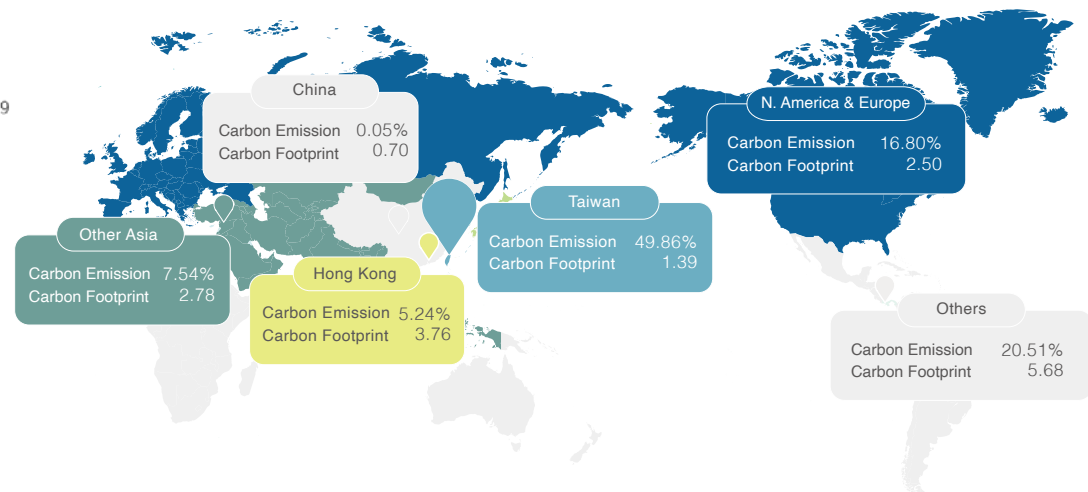 9
China
Carbon Emission 0.05%
Carbon Footprint 0.70
N. America & Europe
Carbon Emission 16.80%
Carbon Footprint 2.50
Taiwan
Carbon Emission 49.86%
Carbon Footprint 1.39
Other Asia
Carbon Emission 7.54%
Carbon Footprint 2.78
Hong Kong
Carbon Emission 5.24%
Carbon Footprint 3.76
Others
Carbon Emission 20.51%
Carbon Footprint 5.68